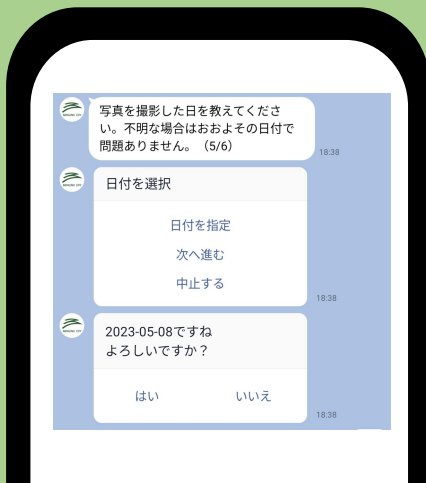 写真を撮影した日を教えてくださ
い。不明な場合はおおよその日付で
問題ありません。（5/6）
18:38
日付を選択
日付を指定
次へ進む
中止する
18:38
2023-05-08ですね
よろしいですか？
はい いいえ
18:38